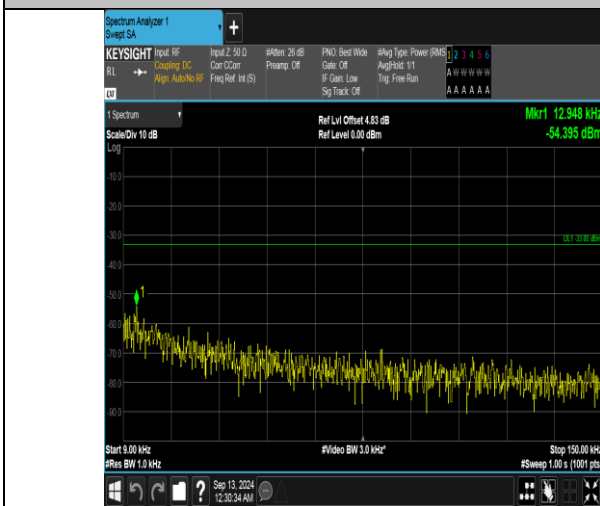 Spectrum Analyzer 1
Swept SA
+
KEYSIGHT
RL
Input: RF
Coupling: DC
Align: Auto/No RF
Input Z: 50 Ω
Corr CCorr
Freq Ref: Int (S)
#Atten: 26 dB
Preamp: Off
PNO: Best Wide
Gate: Off
IF Gain: Low
Sig Track: Off
#Avg Type: Power (RMS
Avg|Hold: 1/1
Trig: Free Run
1 2 3 4 5 6
A W W W W W
A A A A A A
1 Spectrum
Scale/Div 10 dB
Log
Ref Lvl Offset 4.83 dB
Ref Level 0.00 dBm
Mkr1 12.948 kHz
-54.395 dBm
-10.0
-20.0
-30.0
DL1 -33.00 dBm
-40.0
-50.0
1
-60.0
-70.0
-80.0
-90.0
Start 9.00 kHz
#Video BW 3.0 kHz*
Stop 150.00 kHz
#Res BW 1.0 kHz
#Sweep 1.00 s (1001 pts
?
Sep 13, 2024
12:30:34 AM